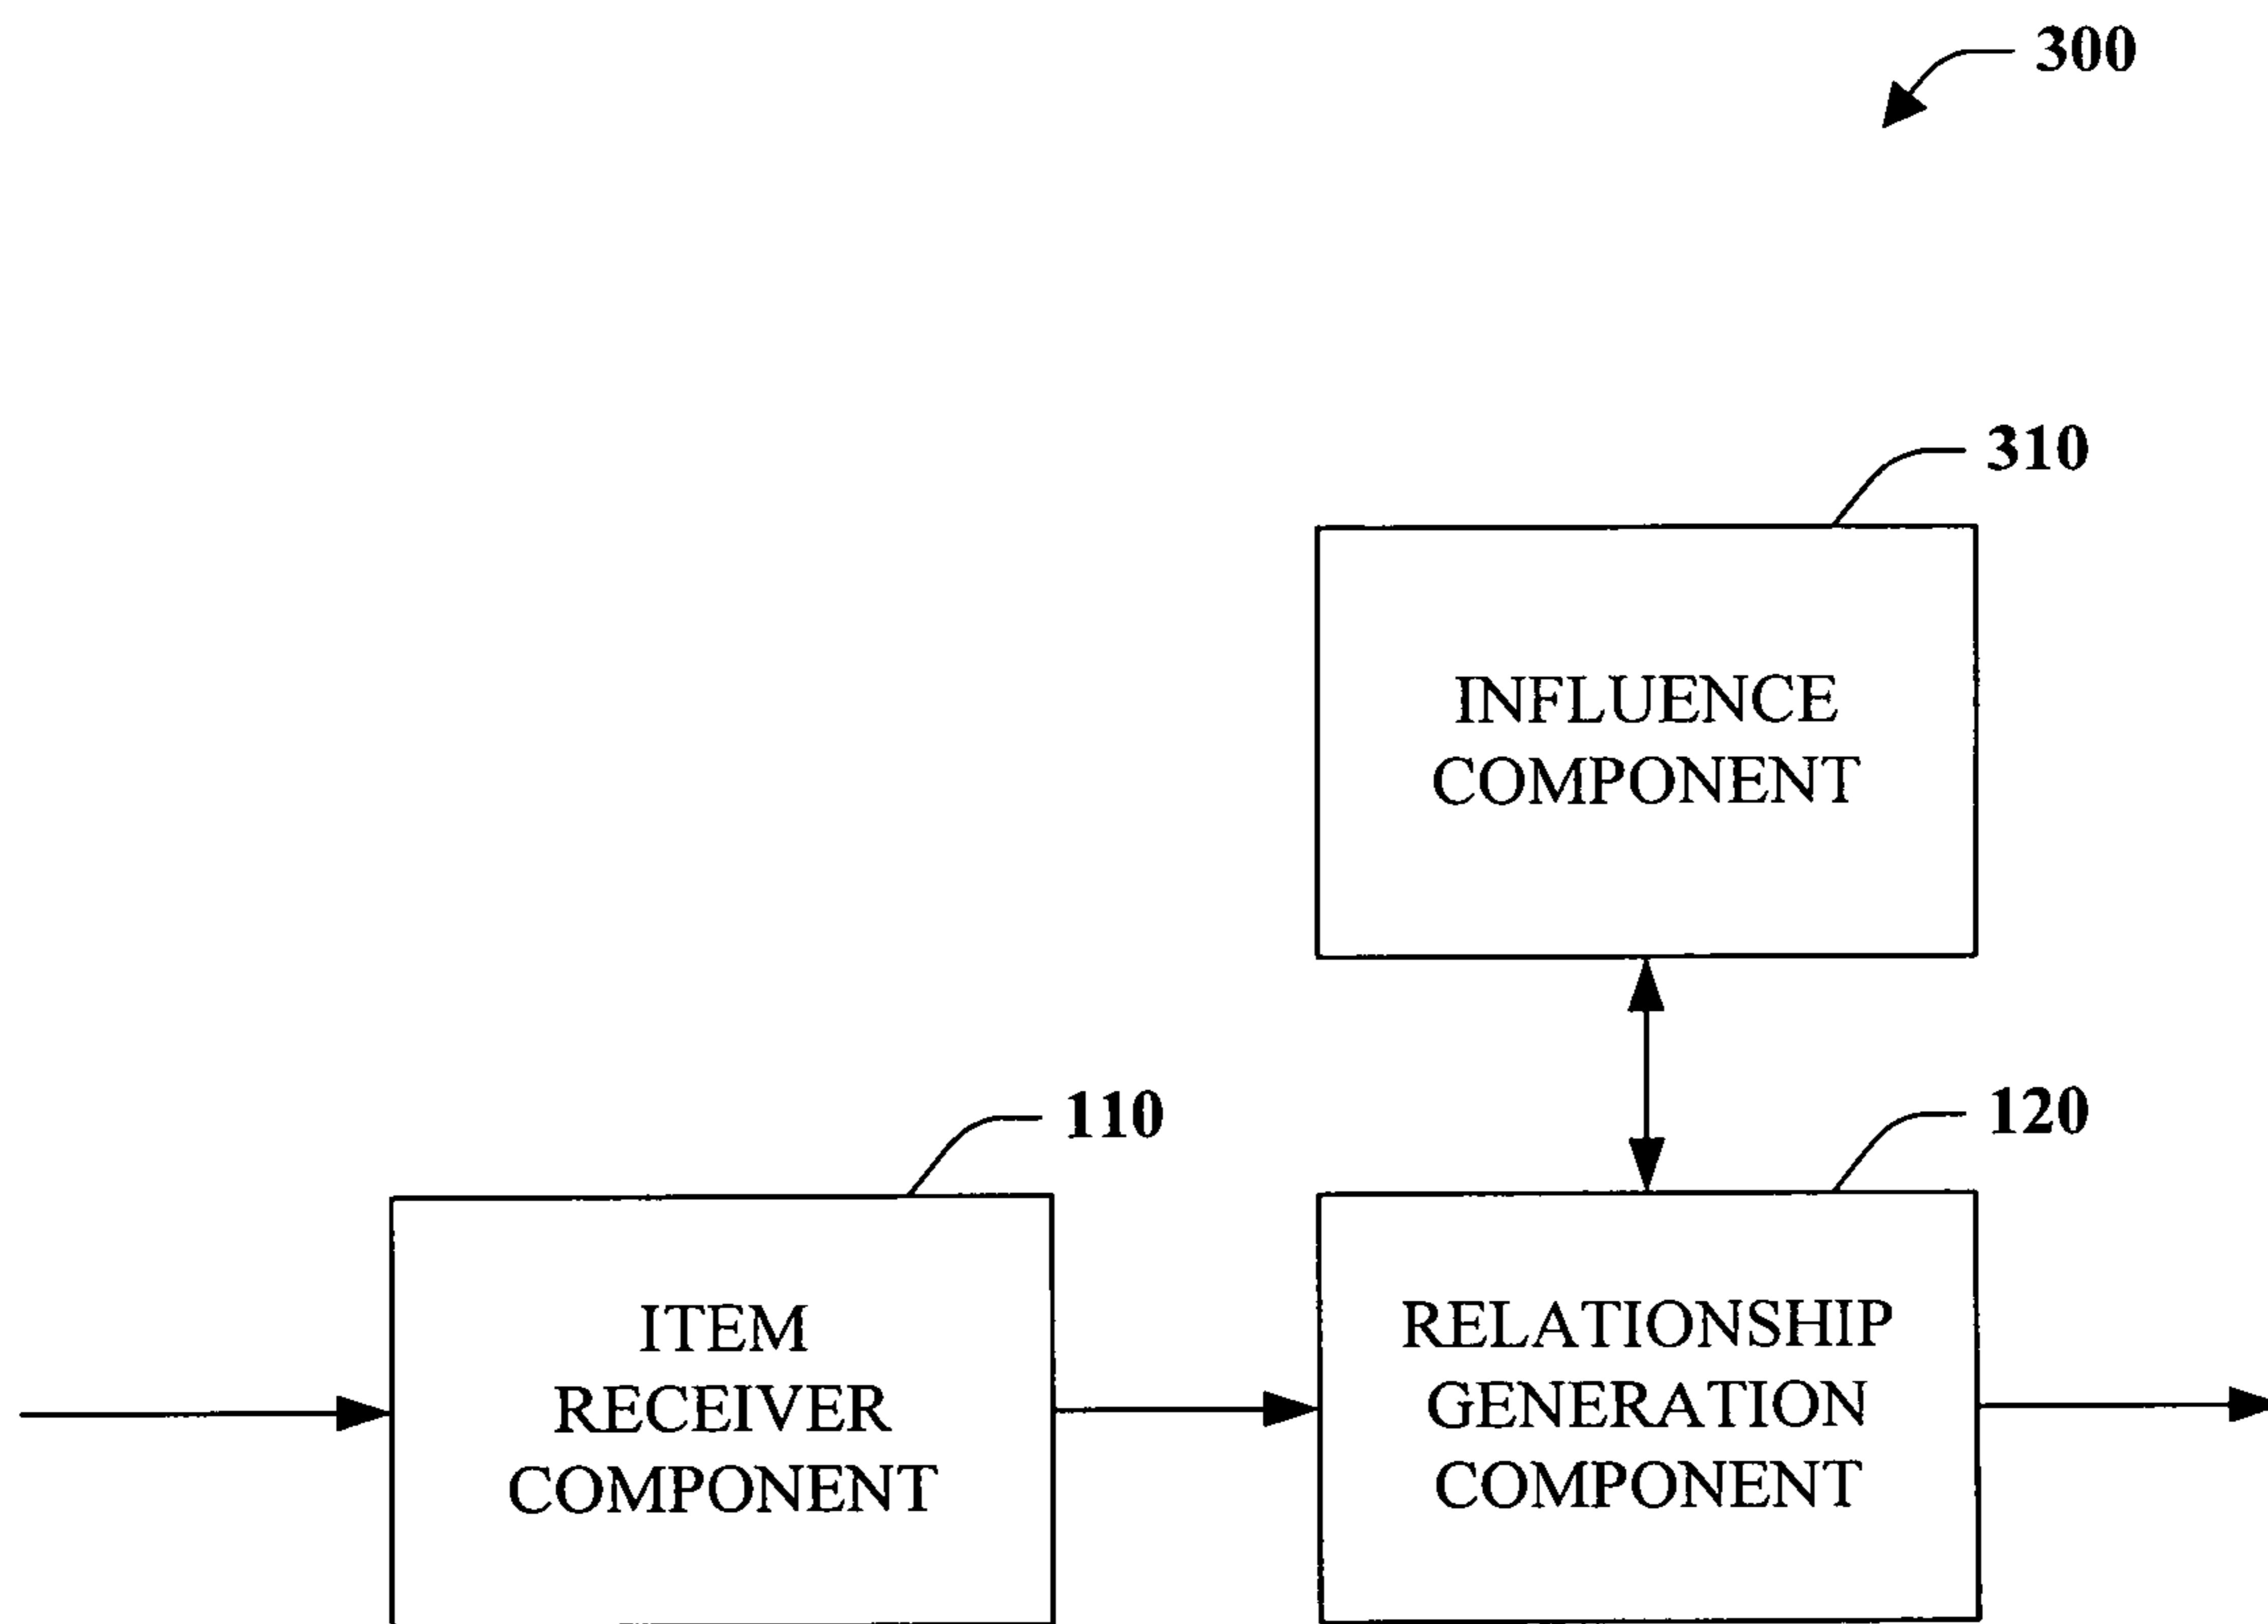 300
310
INFLUENCE
COMPONENT
110
120
ITEM
RECEIVER
COMPONENT
RELATIONSHIP
GENERATION
COMPONENT